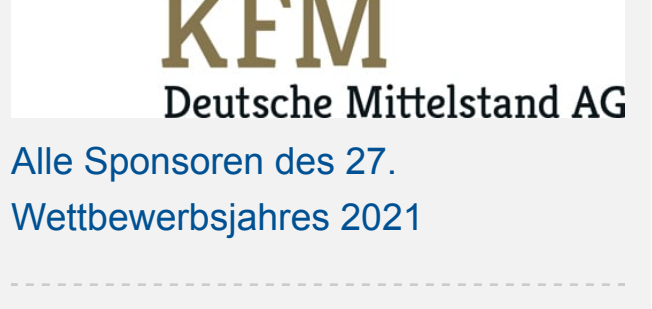 KFM
Deutsche Mittelstand AG
Alle Sponsoren des 27.
Wettbewerbsjahres 2021